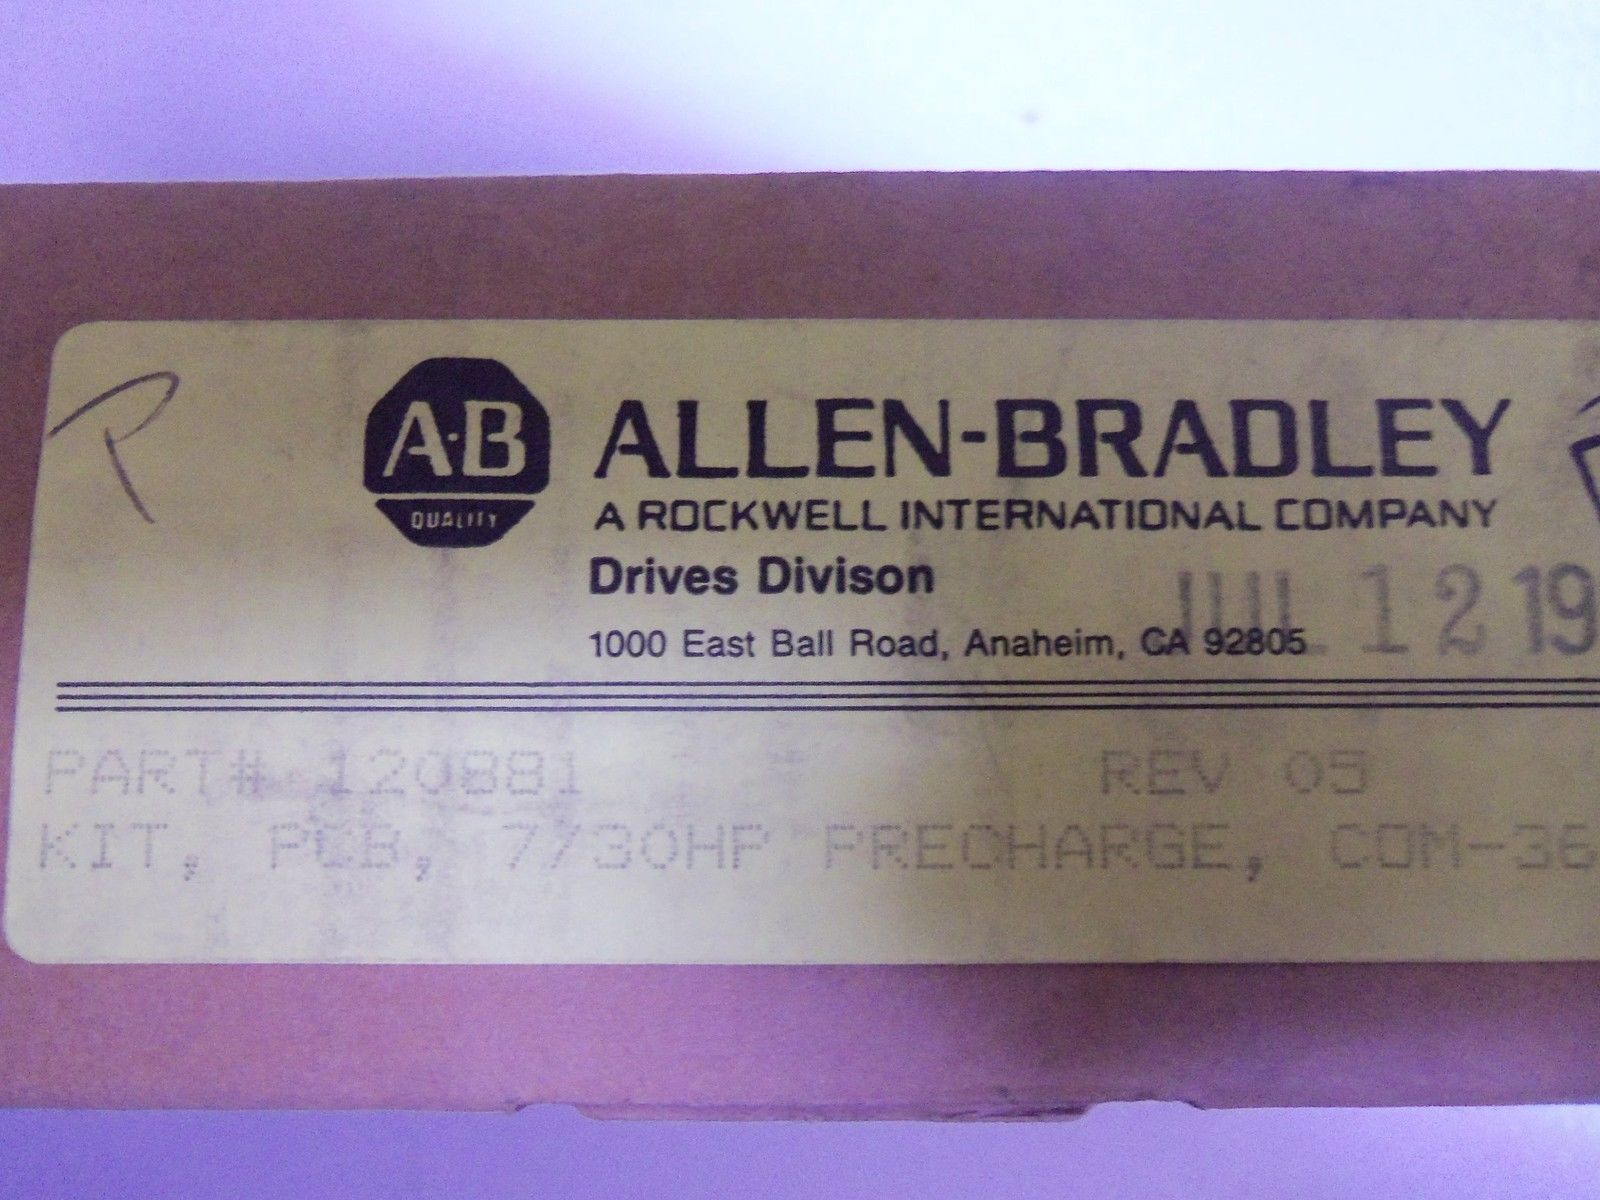 P
A·B
QUALITY
ALLEN-BRADLEY
A ROCKWELL INTERNATIONAL COMPANY
Drives Divison
1000 East Ball Road, Anaheim, CA 92805
JUL 12 19
PART# 120881 REV 05
KIT, PCB, 7/30HP PRECHARGE, COM-36